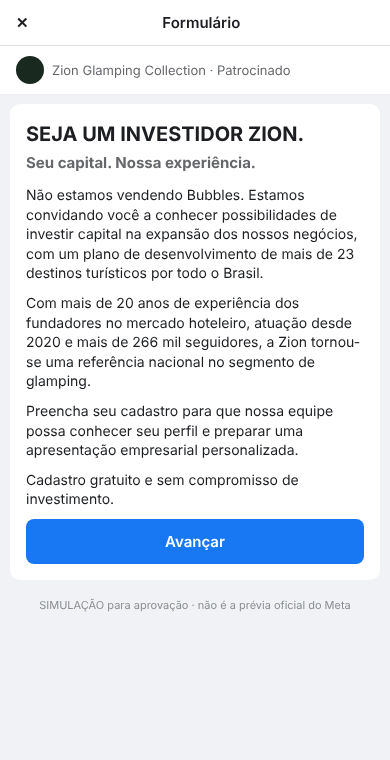 ✕ Formulário
Zion Glamping Collection · Patrocinado
SEJA UM INVESTIDOR ZION.
Seu capital. Nossa experiência.
Não estamos vendendo Bubbles. Estamos
convidando você a conhecer possibilidades de
investir capital na expansão dos nossos negócios,
com um plano de desenvolvimento de mais de 23
destinos turísticos por todo o Brasil.
Com mais de 20 anos de experiência dos
fundadores no mercado hoteleiro, atuação desde
2020 e mais de 266 mil seguidores, a Zion tornou-
se uma referência nacional no segmento de
glamping.
Preencha seu cadastro para que nossa equipe
possa conhecer seu perfil e preparar uma
apresentação empresarial personalizada.
Cadastro gratuito e sem compromisso de
investimento.
Avançar
SIMULAÇÃO para aprovação · não é a prévia oficial do Meta